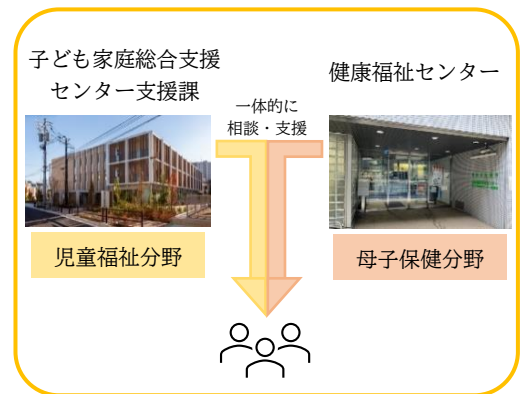 子ども家庭総合支援
センター支援課
健康福祉センター
一体的に
相談・支援
児童福祉分野
母子保健分野